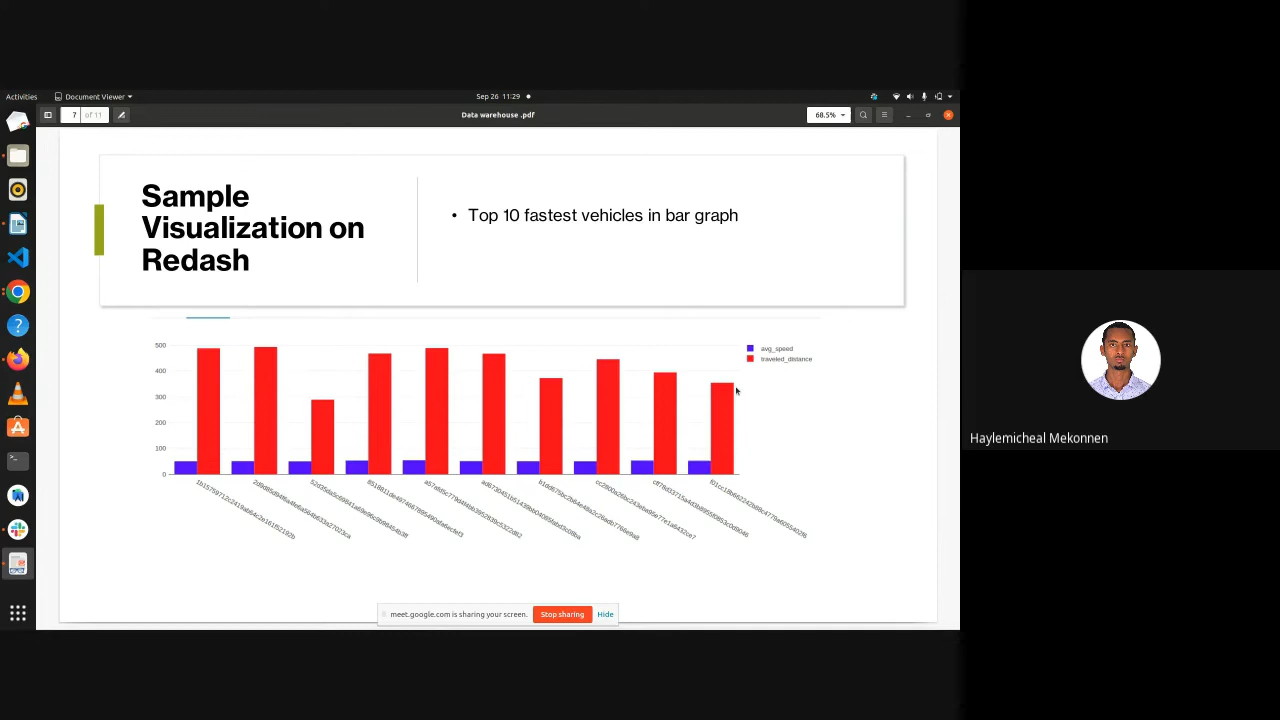 Activities
Document Viewer
Sep 26 11:29
7 of 11
Data warehouse .pdf
68.5%
Sample
Visualization on
Redash
• Top 10 fastest vehicles in bar graph
500
400
300
200
100
0
avg_speed
traveled_distance
meet.google.com is sharing your screen.
Stop sharing
Hide
Haylemicheal Mekonnen